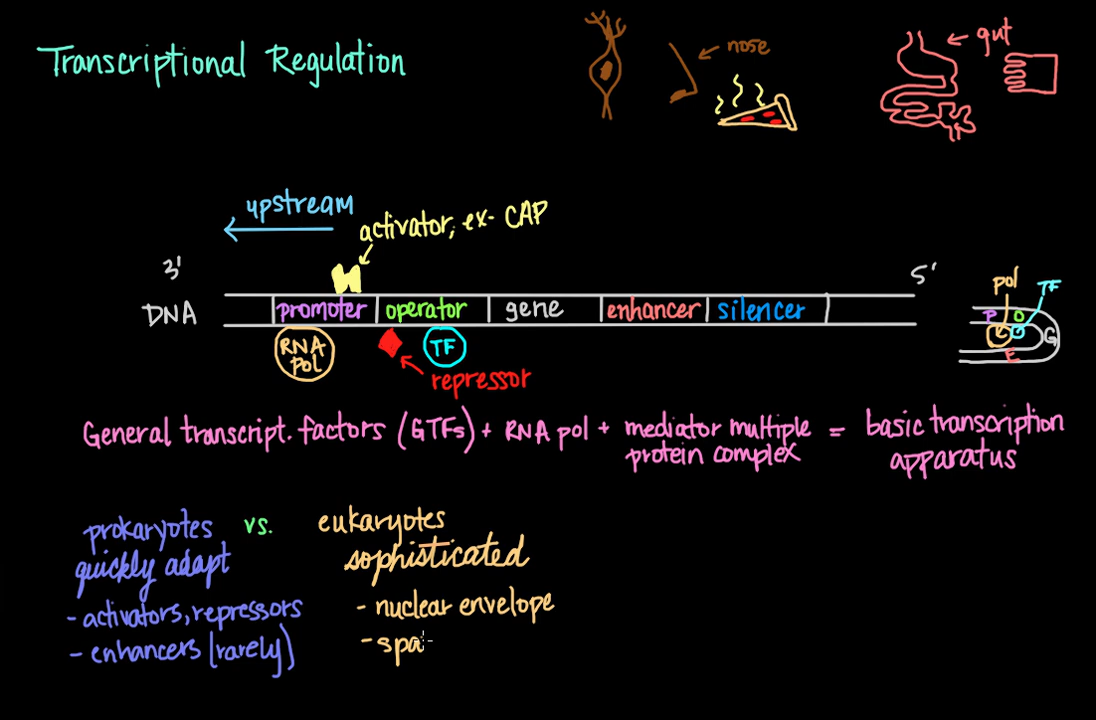 Transcriptional Regulation
nose
gut
upstream
activator, ex- CAP
3'
5'
DNA
promoter
operator
gene
enhancer
silencer
RNA
pol
TF
repressor
pol
TF
P
O
G
E
General transcript. factors (GTFs) + RNA pol + mediator multiple = basic transcription
protein complex
apparatus
prokaryotes vs. eukaryotes
quickly adapt
sophisticated
- activators, repressors
- nuclear envelope
- enhancers (rarely)
- spat